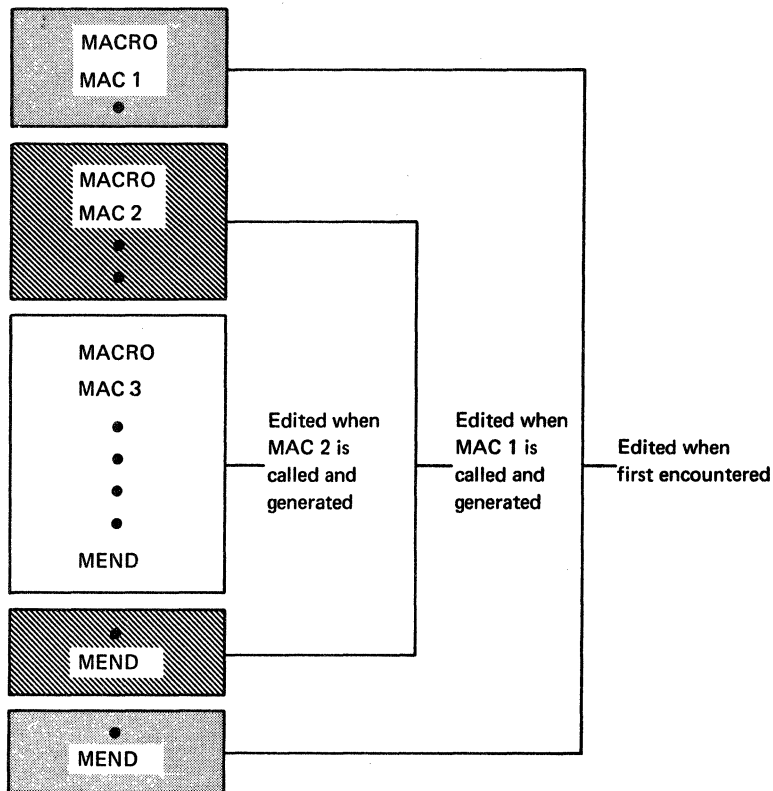 MACRO
MAC 1
●
MACRO
MAC 2
●
●
MACRO
MAC 3
●
●
●
●
MEND
Edited when
MAC 2 is
called and
generated
Edited when
MAC 1 is
called and
generated
Edited when
first encountered
●
MEND
●
MEND